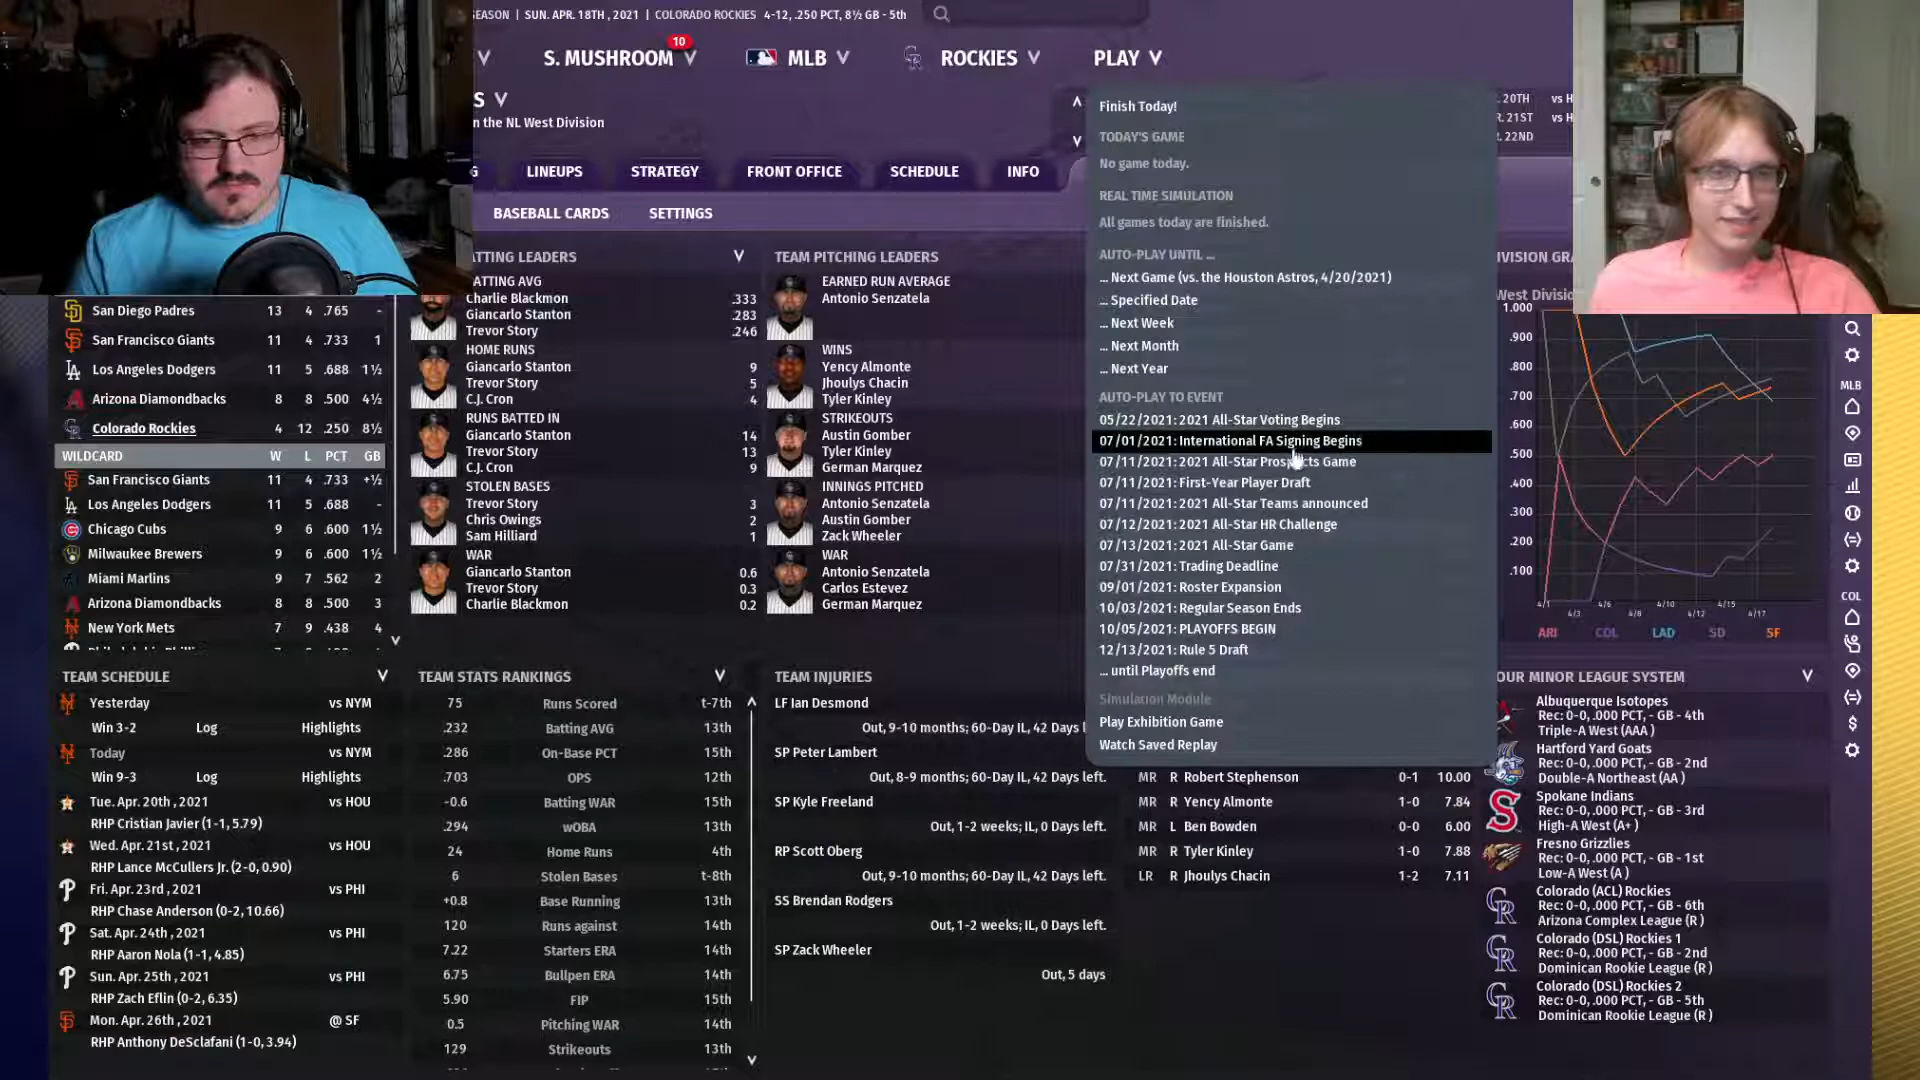 EASON | SUN. APR. 18TH , 2021 | COLORADO ROCKIES 4-12, .250 PCT, 8½ GB - 5th
S. MUSHROOM 10
MLB
ROCKIES
PLAY
S
n the NL West Division
LINEUPS
STRATEGY
FRONT OFFICE
SCHEDULE
INFO
BASEBALL CARDS
SETTINGS
. 20TH vs H
R. 21ST vs H
. 22ND
Finish Today!
TODAY'S GAME
No game today.
REAL TIME SIMULATION
All games today are finished.
AUTO-PLAY UNTIL ...
... Next Game (vs. the Houston Astros, 4/20/2021)
... Specified Date
... Next Week
... Next Month
... Next Year
AUTO-PLAY TO EVENT
05/22/2021: 2021 All-Star Voting Begins
07/01/2021: International FA Signing Begins
07/11/2021: 2021 All-Star Prospects Game
07/11/2021: First-Year Player Draft
07/11/2021: 2021 All-Star Teams announced
07/12/2021: 2021 All-Star HR Challenge
07/13/2021: 2021 All-Star Game
07/31/2021: Trading Deadline
09/01/2021: Roster Expansion
10/03/2021: Regular Season Ends
10/05/2021: PLAYOFFS BEGIN
12/13/2021: Rule 5 Draft
... until Playoffs end
Simulation Module
Play Exhibition Game
Watch Saved Replay
San Diego Padres 13 4 .765 -
San Francisco Giants 11 4 .733 1
Los Angeles Dodgers 11 5 .688 1½
Arizona Diamondbacks 8 8 .500 4½
Colorado Rockies 4 12 .250 8½
WILDCARD W L PCT GB
San Francisco Giants 11 4 .733 +½
Los Angeles Dodgers 11 5 .688 -
Chicago Cubs 9 6 .600 1½
Milwaukee Brewers 9 6 .600 1½
Miami Marlins 9 7 .562 2
Arizona Diamondbacks 8 8 .500 3
New York Mets 7 9 .438 4
ATTING LEADERS
ATTING AVG
Charlie Blackmon .333
Giancarlo Stanton .283
Trevor Story .246
HOME RUNS
Giancarlo Stanton 9
Trevor Story 5
C.J. Cron 4
RUNS BATTED IN
Giancarlo Stanton 14
Trevor Story 13
C.J. Cron 9
STOLEN BASES
Trevor Story 3
Chris Owings 2
Sam Hilliard 1
WAR
Giancarlo Stanton 0.6
Trevor Story 0.3
Charlie Blackmon 0.2
TEAM PITCHING LEADERS
EARNED RUN AVERAGE
Antonio Senzatela
WINS
Yency Almonte
Jhoulys Chacin
Tyler Kinley
STRIKEOUTS
Austin Gomber
Tyler Kinley
German Marquez
INNINGS PITCHED
Antonio Senzatela
Austin Gomber
Zack Wheeler
WAR
Antonio Senzatela
Carlos Estevez
German Marquez
IVISION GRA
West Divisio
1.000
.900
.800
.700
.600
.500
.400
.300
.200
.100
4/1 4/3 4/6 4/8 4/10 4/12 4/15 4/17
ARI COL LAD SD SF
MLB
COL
TEAM SCHEDULE
Yesterday vs NYM
Win 3-2 Log Highlights
Today vs NYM
Win 9-3 Log Highlights
Tue. Apr. 20th , 2021 vs HOU
RHP Cristian Javier (1-1, 5.79)
Wed. Apr. 21st , 2021 vs HOU
RHP Lance McCullers Jr. (2-0, 0.90)
Fri. Apr. 23rd , 2021 vs PHI
RHP Chase Anderson (0-2, 10.66)
Sat. Apr. 24th , 2021 vs PHI
RHP Aaron Nola (1-1, 4.85)
Sun. Apr. 25th , 2021 vs PHI
RHP Zach Eflin (0-2, 6.35)
Mon. Apr. 26th , 2021 @ SF
RHP Anthony DeSclafani (1-0, 3.94)
TEAM STATS RANKINGS
75 Runs Scored t-7th
.232 Batting AVG 13th
.286 On-Base PCT 15th
.703 OPS 12th
-0.6 Batting WAR 15th
.294 wOBA 13th
24 Home Runs 4th
6 Stolen Bases t-8th
+0.8 Base Running 13th
120 Runs against 14th
7.22 Starters ERA 14th
6.75 Bullpen ERA 14th
5.90 FIP 15th
0.5 Pitching WAR 14th
129 Strikeouts 13th
TEAM INJURIES
LF Ian Desmond
Out, 9-10 months; 60-Day IL, 42 Days l
SP Peter Lambert
Out, 8-9 months; 60-Day IL, 42 Days left.
SP Kyle Freeland
Out, 1-2 weeks; IL, 0 Days left.
RP Scott Oberg
Out, 9-10 months; 60-Day IL, 42 Days left.
SS Brendan Rodgers
Out, 1-2 weeks; IL, 0 Days left.
SP Zack Wheeler
Out, 5 days
MR R Robert Stephenson 0-1 10.00
MR R Yency Almonte 1-0 7.84
MR L Ben Bowden 0-0 6.00
MR R Tyler Kinley 1-0 7.88
LR R Jhoulys Chacin 1-2 7.11
OUR MINOR LEAGUE SYSTEM
Albuquerque Isotopes
Rec: 0-0, .000 PCT, - GB - 4th
Triple-A West (AAA )
Hartford Yard Goats
Rec: 0-0, .000 PCT, - GB - 2nd
Double-A Northeast (AA )
Spokane Indians
Rec: 0-0, .000 PCT, - GB - 3rd
High-A West (A+ )
Fresno Grizzlies
Rec: 0-0, .000 PCT, - GB - 1st
Low-A West (A )
Colorado (ACL) Rockies
Rec: 0-0, .000 PCT, - GB - 6th
Arizona Complex League (R )
Colorado (DSL) Rockies 1
Rec: 0-0, .000 PCT, - GB - 2nd
Dominican Rookie League (R )
Colorado (DSL) Rockies 2
Rec: 0-0, .000 PCT, - GB - 5th
Dominican Rookie League (R )